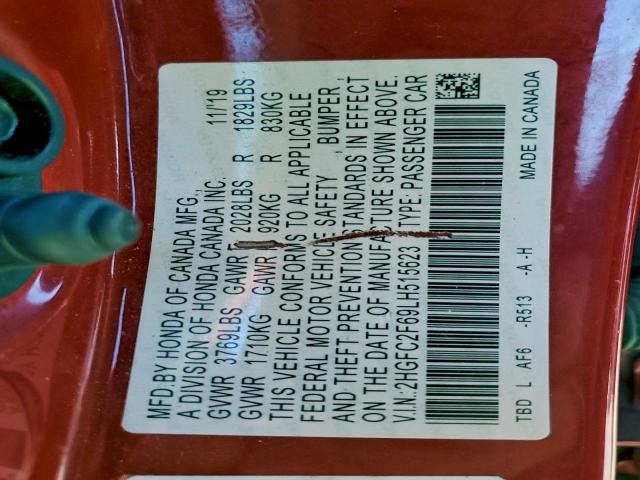 MFD.BY HONDA OF CANADA MFG.,
A DIVISION OF HONDA CANADA INC. 11/19
GVWR 3769LBS GAWR F 2028LBS R 1829LBS
GVWR 1710KG GAWR F 920KG R 830KG
THIS VEHICLE CONFORMS TO ALL APPLICABLE
FEDERAL MOTOR VEHICLE SAFETY BUMPER,
AND THEFT PREVENTION STANDARDS IN EFFECT
ON THE DATE OF MANUFACTURE SHOWN ABOVE.
V.I.N.:2HGFC2F69LH515623 TYPE: PASSENGER CAR
TBD L AF6 -R513 -A -H MADE IN CANADA